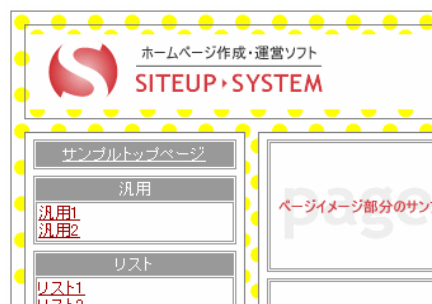 ホームページ作成・運営ソフト
SITEUP・SYSTEM
サンプルトップページ
汎用
汎用1
汎用2
リスト
リスト1
page
ページイメージ部分のサン